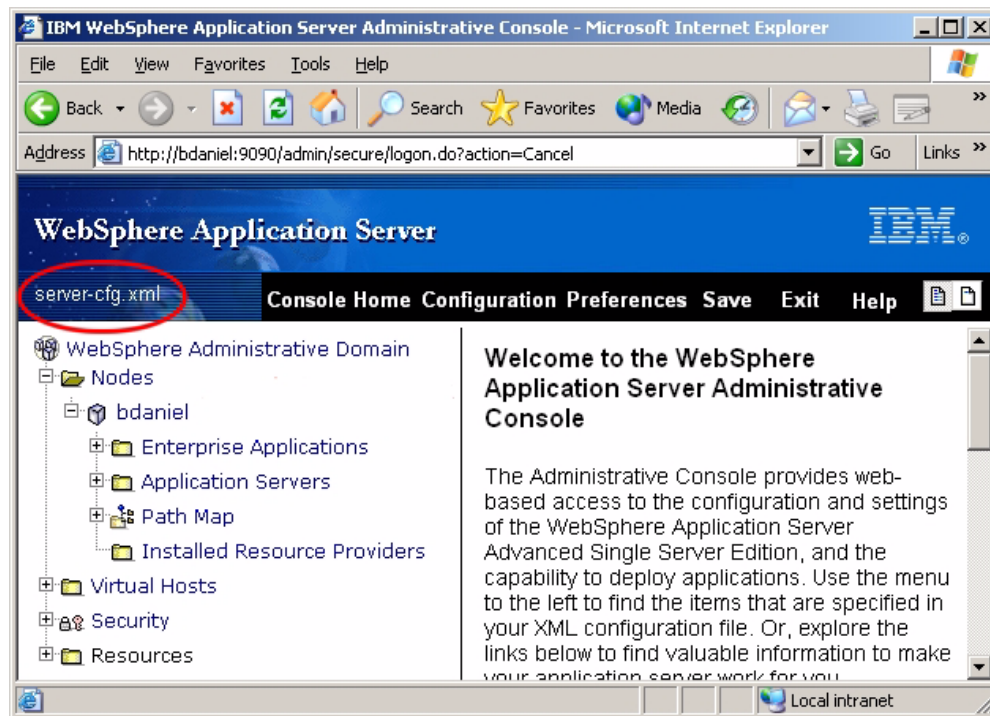 IBM WebSphere Application Server Administrative Console - Microsoft Internet Explorer
File Edit View Favorites Tools Help
Back Search Favorites Media »
Address http://bdaniel:9090/admin/secure/logon.do?action=Cancel Go Links »
WebSphere Application Server IBM®
server-cfg.xml Console Home Configuration Preferences Save Exit Help
WebSphere Administrative Domain
Nodes
bdaniel
Enterprise Applications
Application Servers
Path Map
Installed Resource Providers
Virtual Hosts
Security
Resources
Welcome to the WebSphere
Application Server Administrative
Console
The Administrative Console provides web-
based access to the configuration and settings
of the WebSphere Application Server
Advanced Single Server Edition, and the
capability to deploy applications. Use the menu
to the left to find the items that are specified in
your XML configuration file. Or, explore the
links below to find valuable information to make
your application server work for you
Local intranet